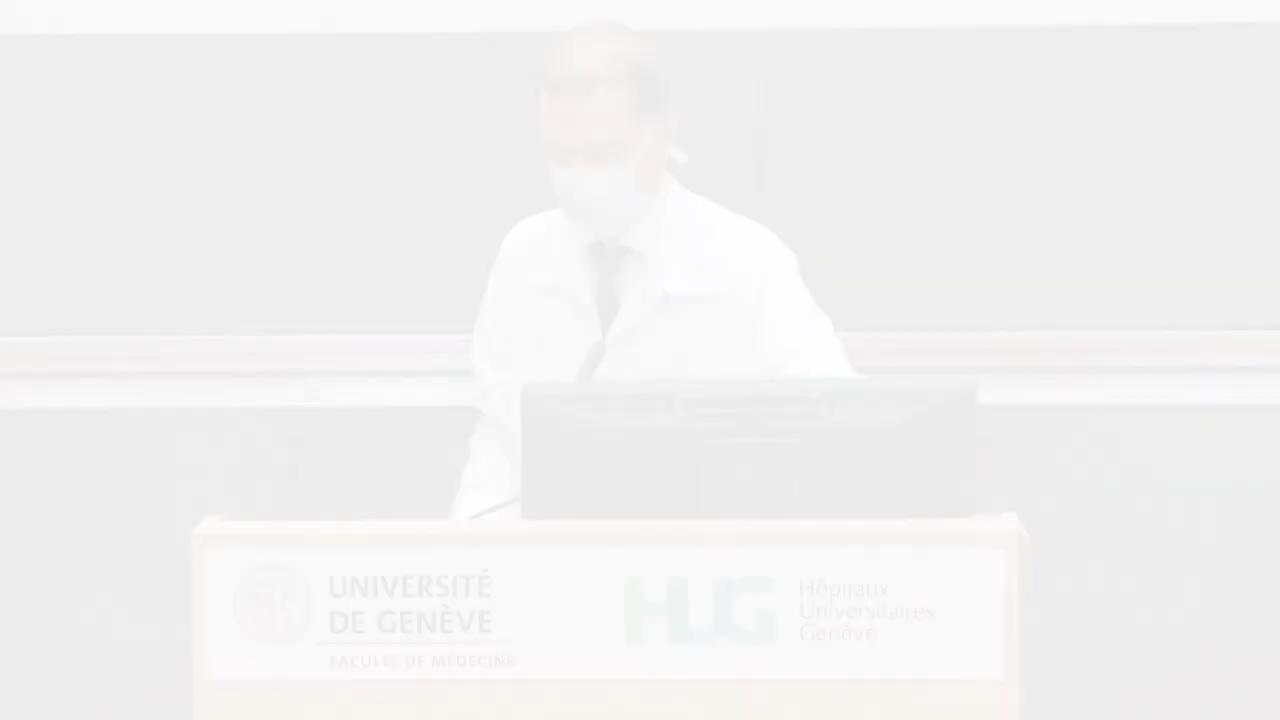 UNIVERSITÉ
DE GENÈVE
FACULTÉ DE MÉDECINE
HUG
Hôpitaux
Universitaires
Genève